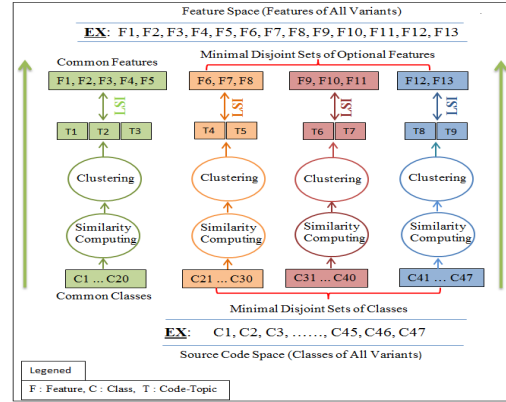 Feature Space (Features of All Variants)
EX: F1, F2, F3, F4, F5, F6, F7, F8, F9, F10, F11, F12, F13
Common Features
Minimal Disjoint Sets of Optional Features
F1, F2, F3, F4, F5
F6, F7, F8
F9, F10, F11
F12, F13
LSI
LSI
LSI
LSI
T1 T2 T3
T4 T5
T6 T7
T8 T9
Clustering
Clustering
Clustering
Clustering
Similarity Computing
Similarity Computing
Similarity Computing
Similarity Computing
C1 ... C20
C21 ... C30
C31 ... C40
C41 ... C47
Common Classes
Minimal Disjoint Sets of Classes
EX: C1, C2, C3, ......, C45, C46, C47
Source Code Space (Classes of All Variants)
Legened
F : Feature, C : Class, T : Code-Topic